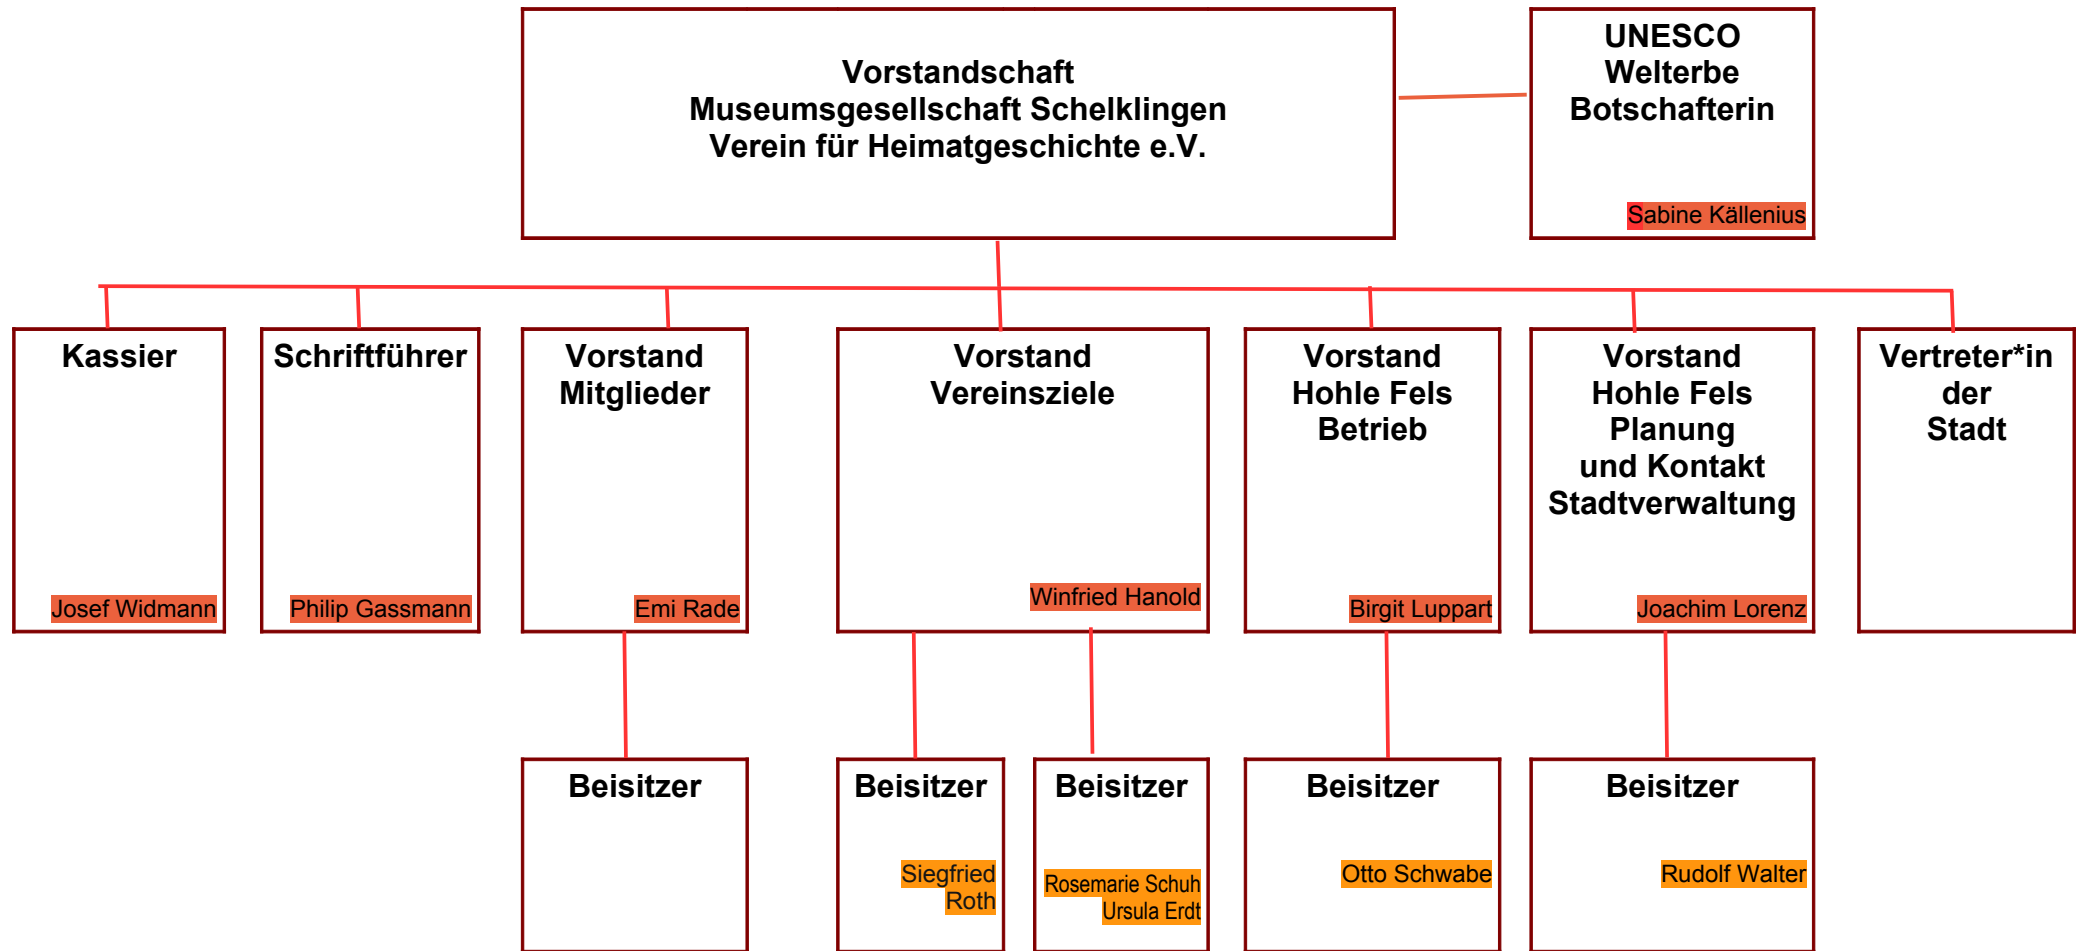 Vorstandschaft
Museumsgesellschaft Schelklingen
Verein für Heimatgeschichte e.V.
UNESCO
Welterbe
Botschafterin
Sabine Källenius
Kassier
Josef Widmann
Schriftführer
Philip Gassmann
Vorstand
Mitglieder
Emi Rade
Vorstand
Vereinsziele
Winfried Hanold
Vorstand
Hohle Fels
Betrieb
Birgit Luppart
Vorstand
Hohle Fels
Planung
und Kontakt
Stadtverwaltung
Joachim Lorenz
Vertreter*in
der
Stadt
Beisitzer
Beisitzer
Siegfried
Roth
Beisitzer
Rosemarie Schuh
Ursula Erdt
Beisitzer
Otto Schwabe
Beisitzer
Rudolf Walter